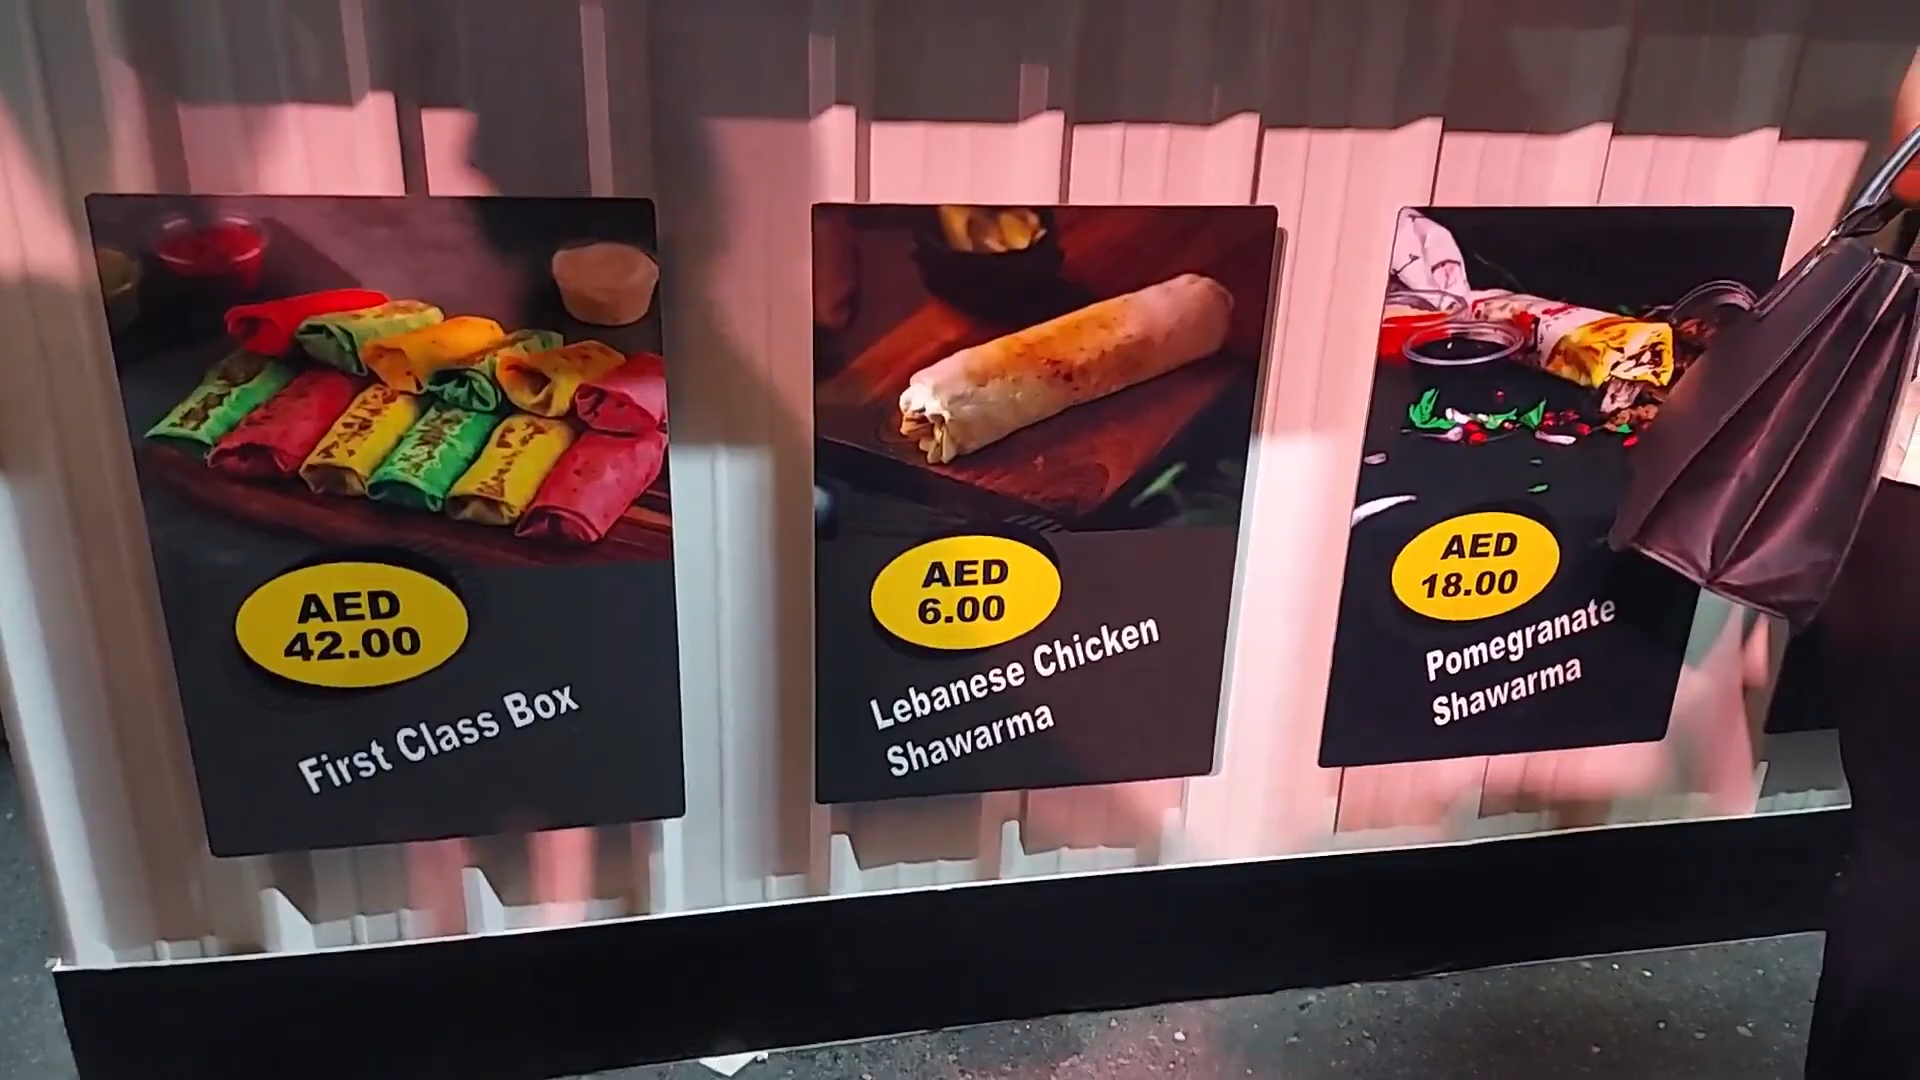 AED
42.00
First Class Box
AED
6.00
Lebanese Chicken
Shawarma
AED
18.00
Pomegranate
Shawarma